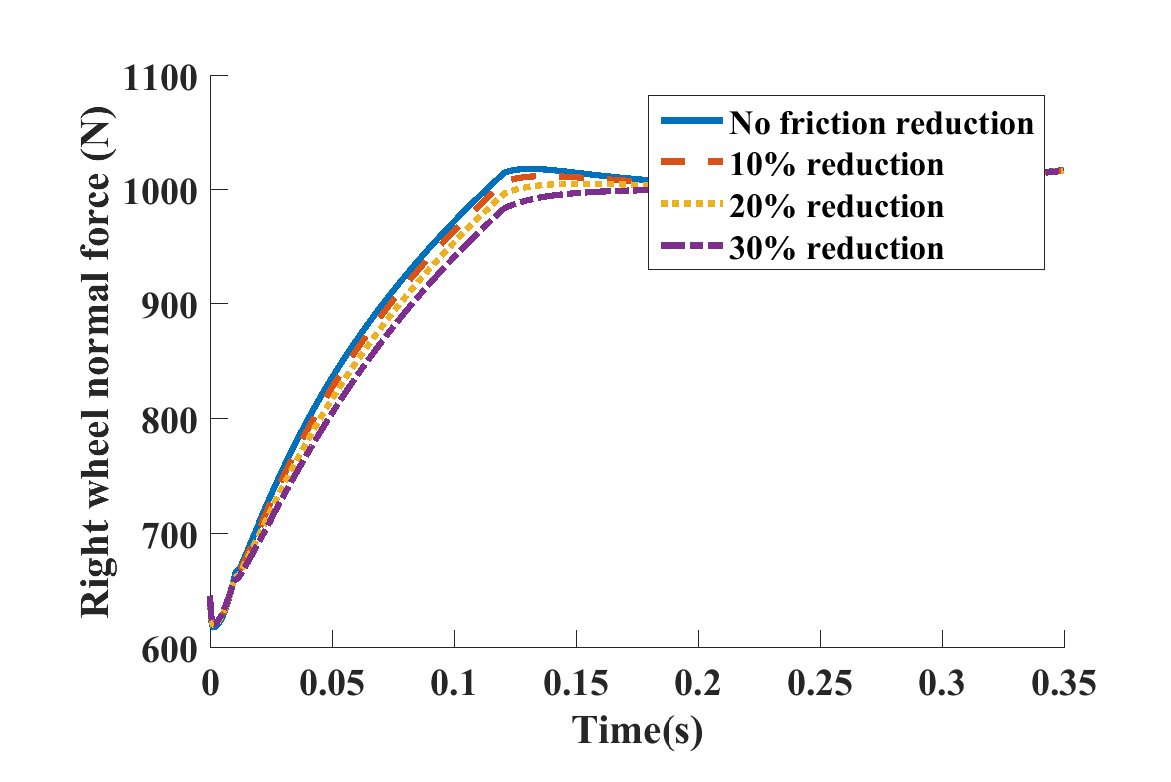 1100
1000
900
800
700
600
Right wheel normal force (N)
No friction reduction
10% reduction
20% reduction
30% reduction
0 0.05 0.1 0.15 0.2 0.25 0.3 0.35
Time(s)